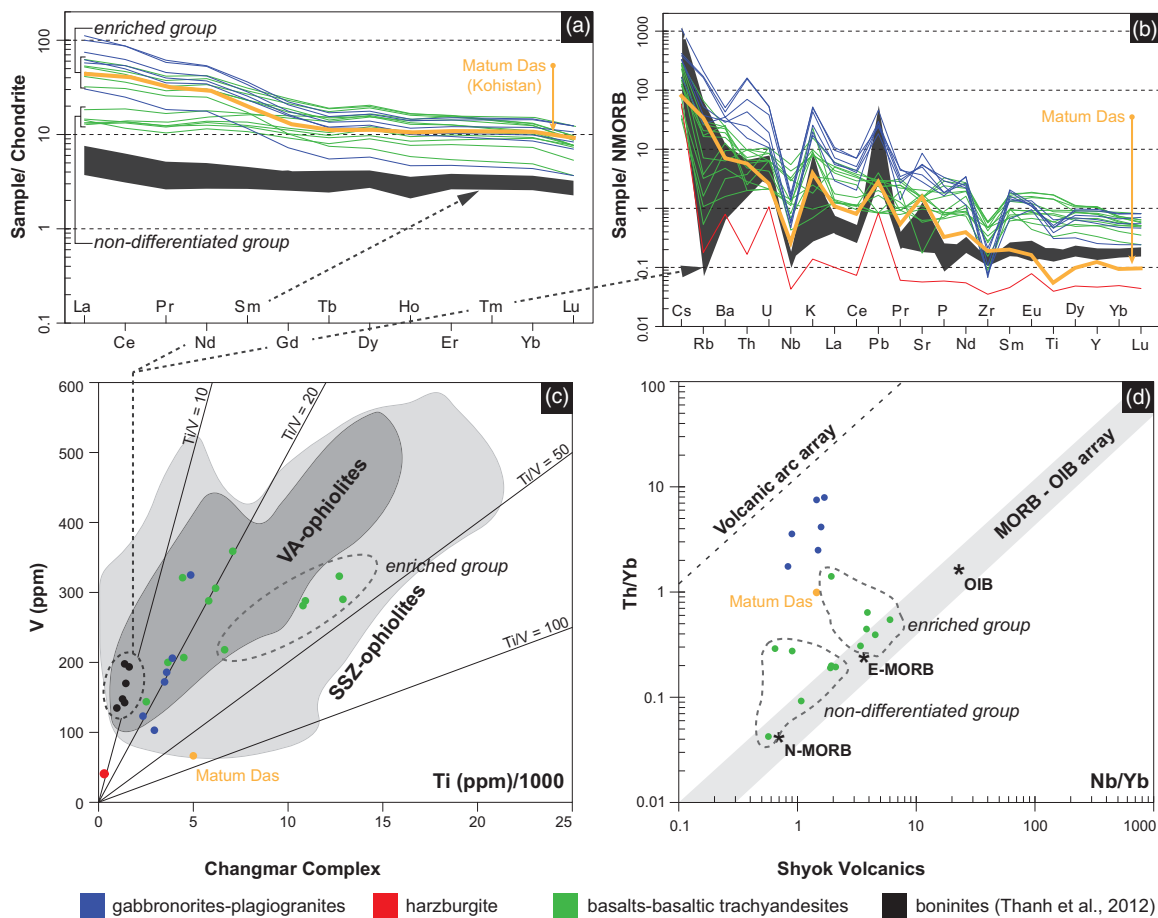 (a)
enriched group
100
10
1
0.1
Sample/ Chondrite
Matum Das
(Kohistan)
non-differentiated group
La Pr Sm Tb Ho Tm Lu
Ce Nd Gd Dy Er Yb
(b)
1000
100
10
1
0.1
0.01
Sample/ NMORB
Matum Das
Cs Ba U K Ce Pr P Zr Eu Dy Yb
Rb Th Nb La Pb Sr Nd Sm Ti Y Lu
(c)
600
500
400
300
200
100
0
V (ppm)
Ti/V = 10
Ti/V = 20
Ti/V = 50
Ti/V = 100
VA-ophiolites
enriched group
SSZ-ophiolites
Matum Das
Ti (ppm)/1000
0 5 10 15 20 25
(d)
100
10
1
0.1
0.01
Th/Yb
Volcanic arc array
MORB - OIB array
* OIB
Matum Das
enriched group
* E-MORB
non-differentiated group
* N-MORB
Nb/Yb
0.1 1 10 100 1000
Changmar Complex
Shyok Volcanics
gabbronorites-plagiogranites
harzburgite
basalts-basaltic trachyandesites
boninites (Thanh et al., 2012)